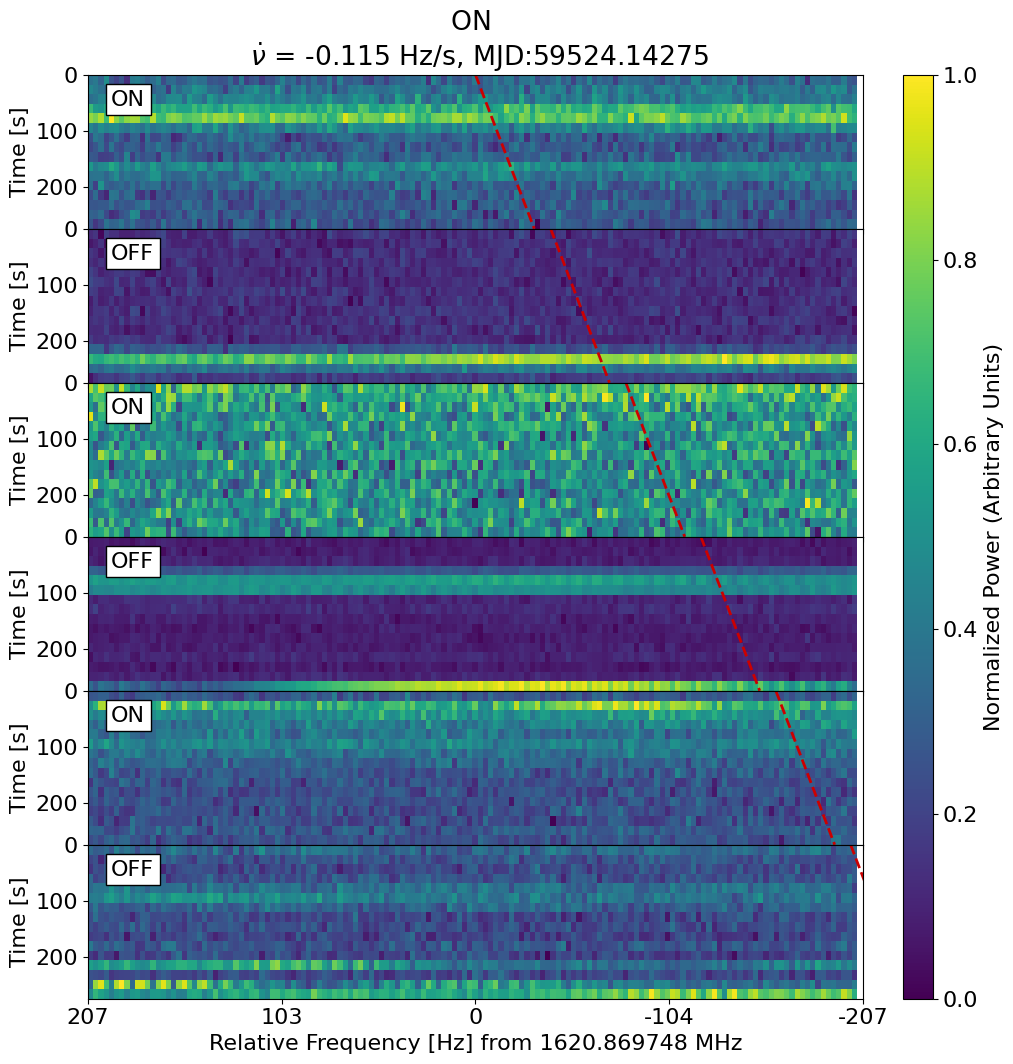 ON
ν̇ = -0.115 Hz/s, MJD:59524.14275
0
ON
100
Time [s]
200
0
OFF
100
Time [s]
200
0
ON
100
Time [s]
200
0
OFF
100
Time [s]
200
0
ON
100
Time [s]
200
0
OFF
100
Time [s]
200
207
103
0
-104
-207
Relative Frequency [Hz] from 1620.869748 MHz
1.0
0.8
0.6
0.4
0.2
0.0
Normalized Power (Arbitrary Units)